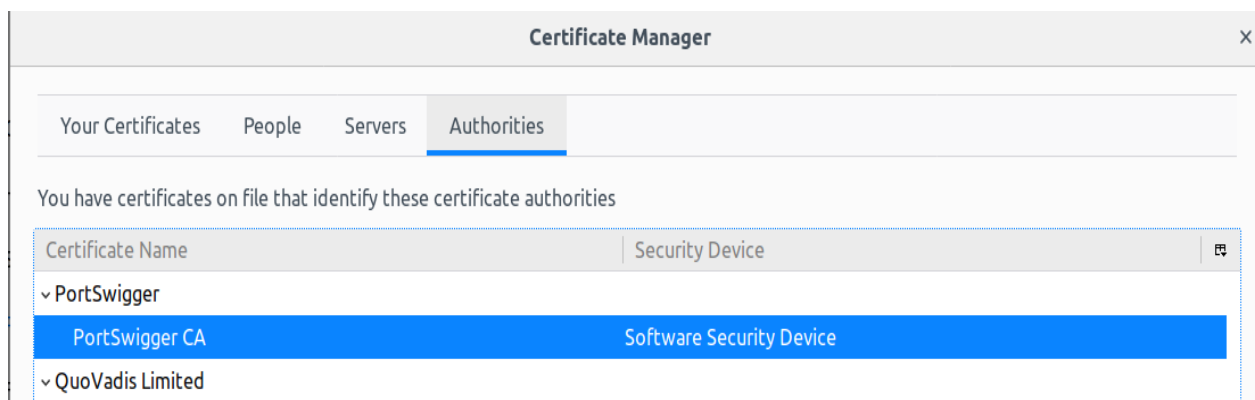 Certificate Manager
Your Certificates People Servers Authorities
You have certificates on file that identify these certificate authorities
Certificate Name Security Device
PortSwigger
PortSwigger CA Software Security Device
QuoVadis Limited